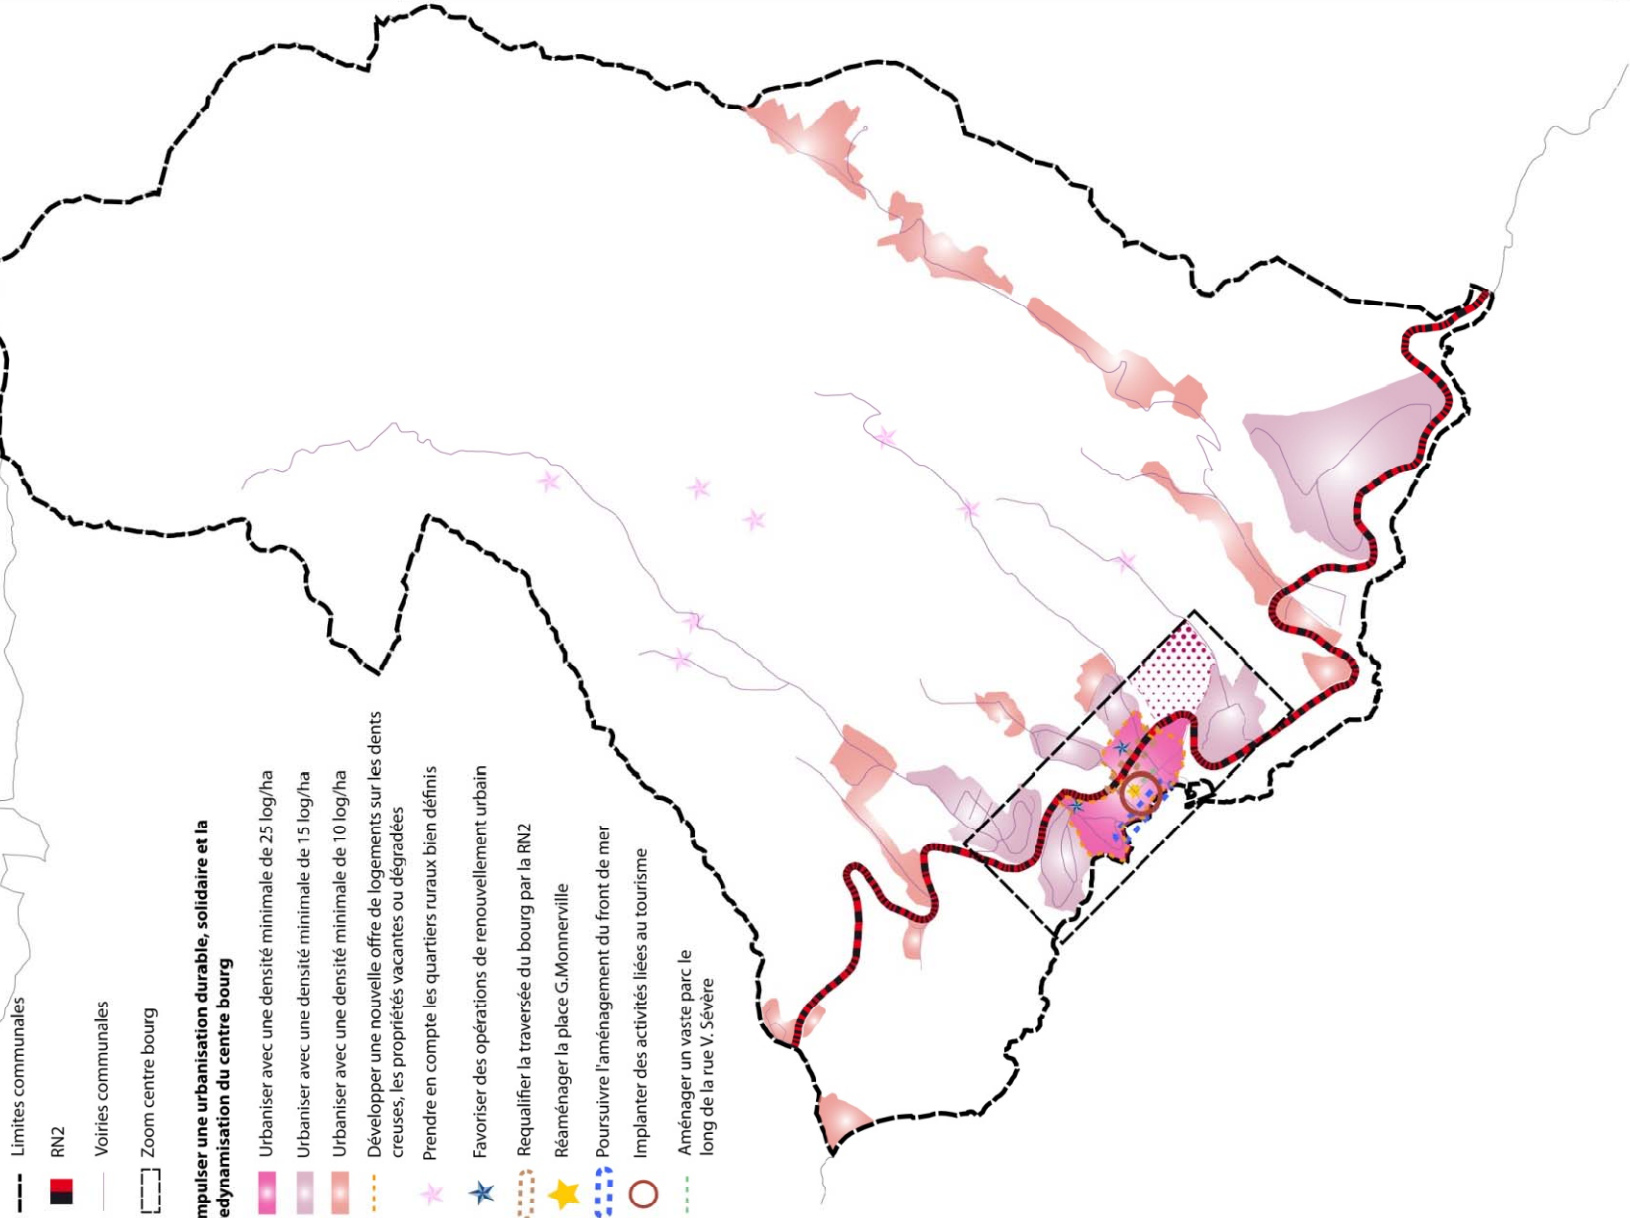 Limites communales
RN2
Voiries communales
Zoom centre bourg
mpulser une urbanisation durable, solidaire et la
edynamisation du centre bourg
Urbaniser avec une densité minimale de 25 log/ha
Urbaniser avec une densité minimale de 15 log/ha
Urbaniser avec une densité minimale de 10 log/ha
Développer une nouvelle offre de logements sur les dents
creuses, les propriétés vacantes ou dégradées
Prendre en compte les quartiers ruraux bien définis
Favoriser des opérations de renouvellement urbain
Requalifier la traversée du bourg par la RN2
Réaménager la place G.Monnerville
Poursuivre l'aménagement du front de mer
Implanter des activités liées au tourisme
Aménager un vaste parc le
long de la rue V. Sévère